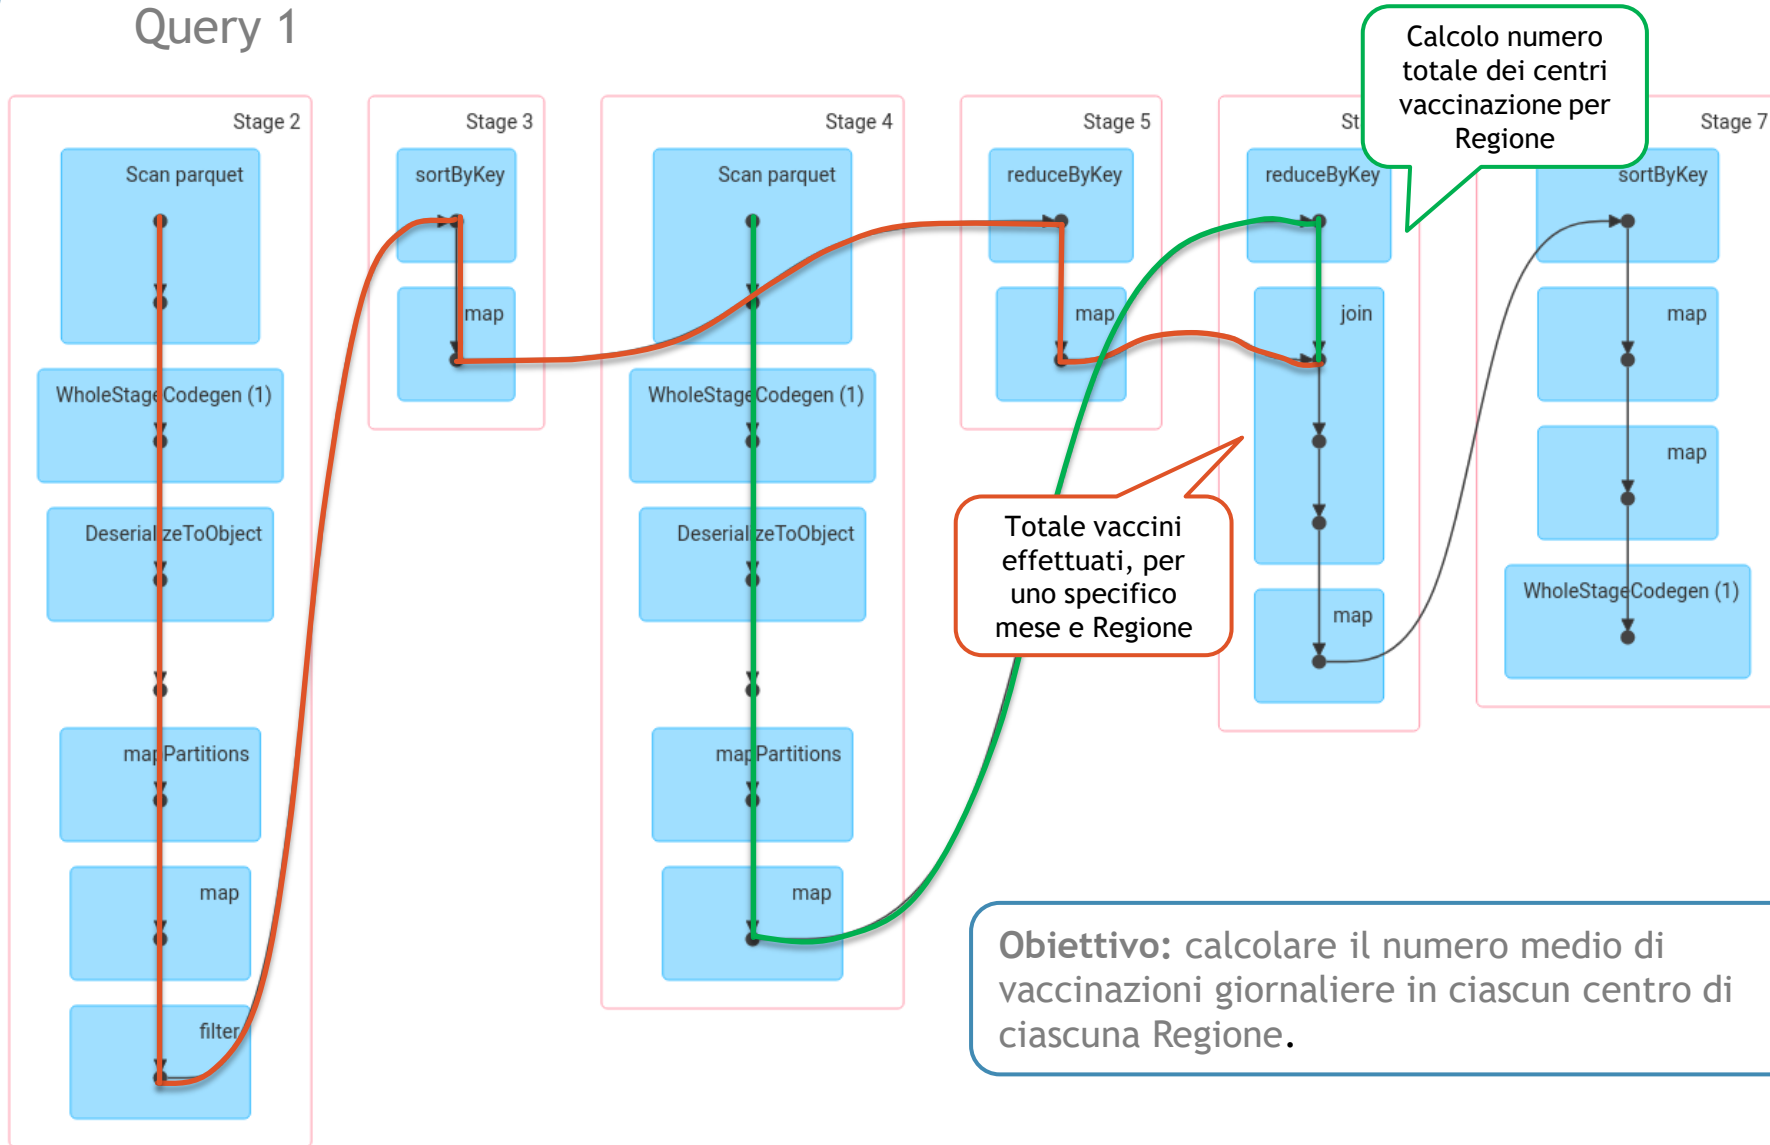 Query 1
Stage 2
Scan parquet
WholeStageCodegen (1)
DeserializeToObject
mapPartitions
map
filter
Stage 3
sortByKey
map
Stage 4
Scan parquet
WholeStageCodegen (1)
DeserializeToObject
mapPartitions
map
Stage 5
reduceByKey
map
Totale vaccini
effettuati, per
uno specifico
mese e Regione
St
reduceByKey
join
map
Calcolo numero
totale dei centri
vaccinazione per
Regione
Stage 7
sortByKey
map
map
WholeStageCodegen (1)
Obiettivo: calcolare il numero medio di
vaccinazioni giornaliere in ciascun centro di
ciascuna Regione.